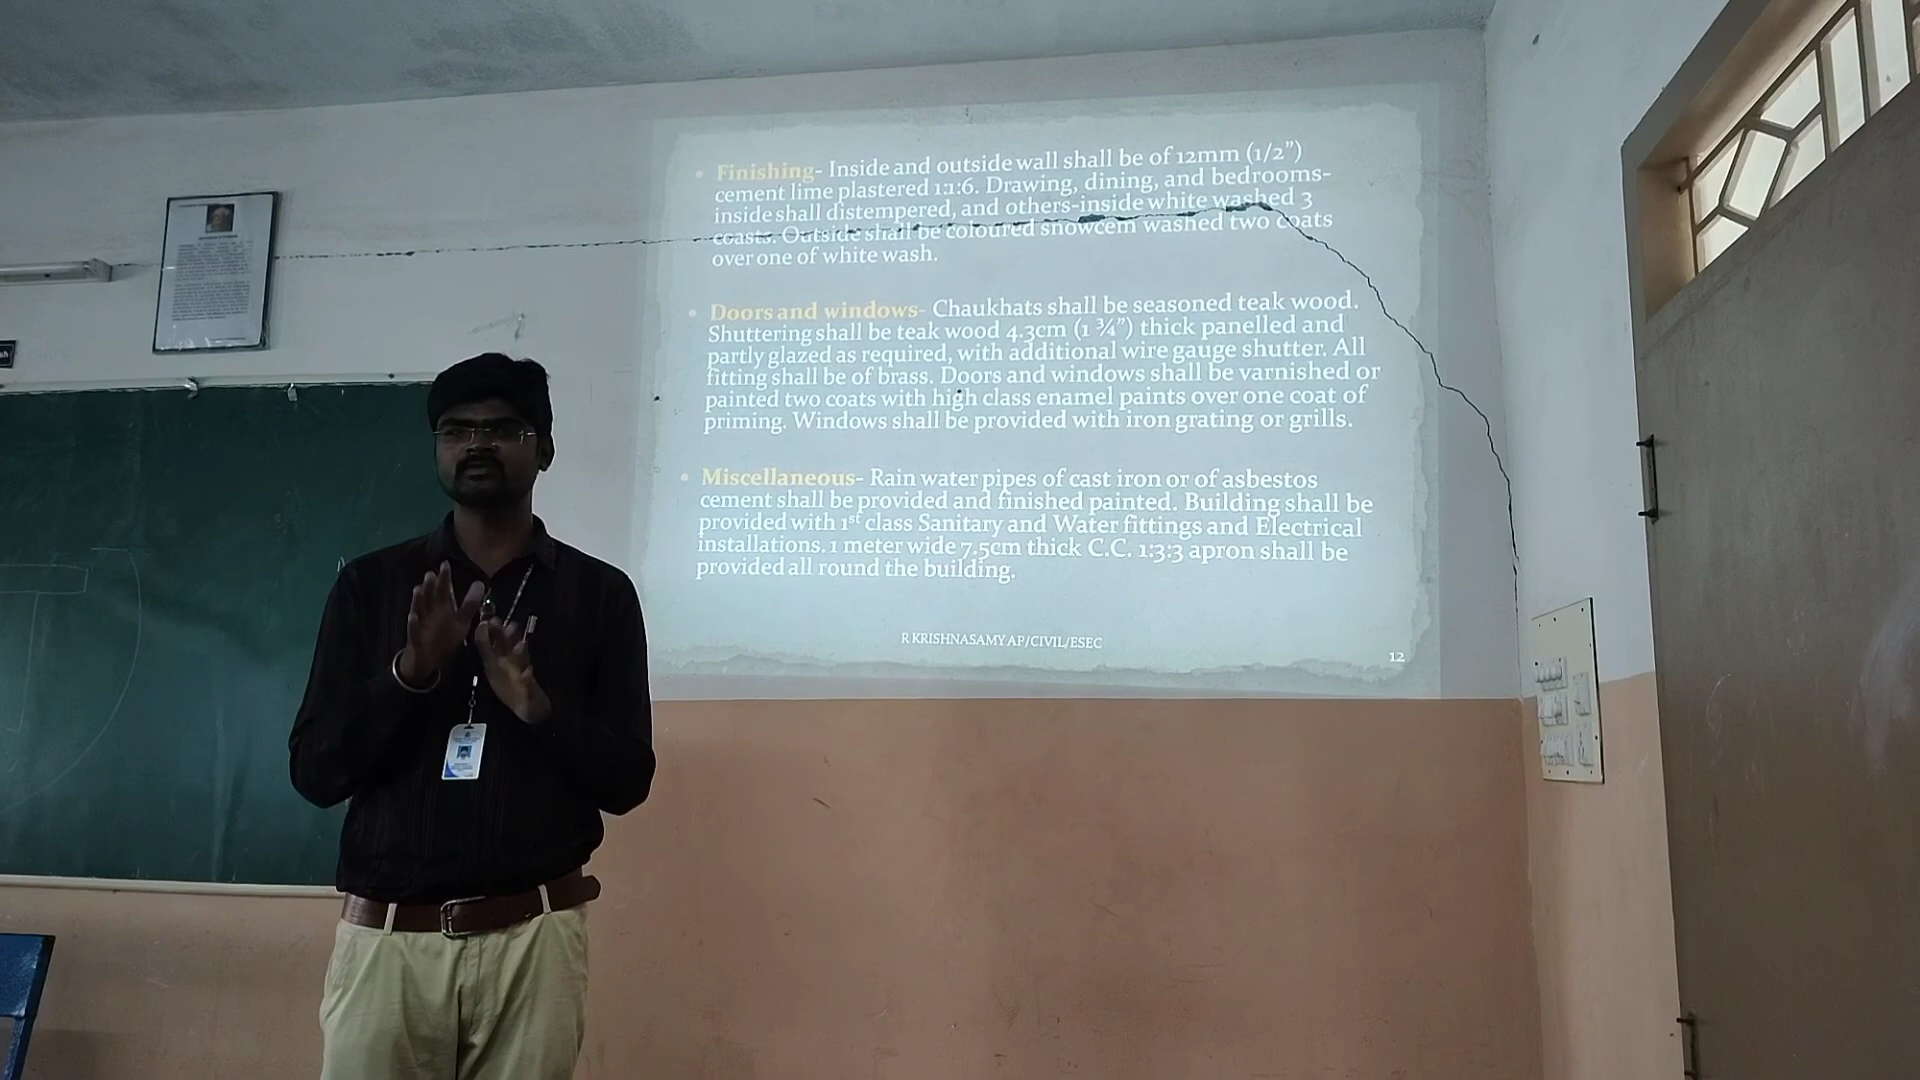 • Finishing- Inside and outside wall shall be of 12mm (1/2”)
cement lime plastered 1:1:6. Drawing, dining, and bedrooms-
inside shall distempered, and others-inside white washed 3
coasts. Outside shall be coloured snowcem washed two coats
over one of white wash.
• Doors and windows- Chaukhats shall be seasoned teak wood.
Shuttering shall be teak wood 4.3cm (1 ¾”) thick panelled and
partly glazed as required, with additional wire gauge shutter. All
fitting shall be of brass. Doors and windows shall be varnished or
painted two coats with high class enamel paints over one coat of
priming. Windows shall be provided with iron grating or grills.
• Miscellaneous- Rain water pipes of cast iron or of asbestos
cement shall be provided and finished painted. Building shall be
provided with 1st class Sanitary and Water fittings and Electrical
installations. 1 meter wide 7.5cm thick C.C. 1:3:3 apron shall be
provided all round the building.
R KRISHNASAMY AP/CIVIL/ESEC
12